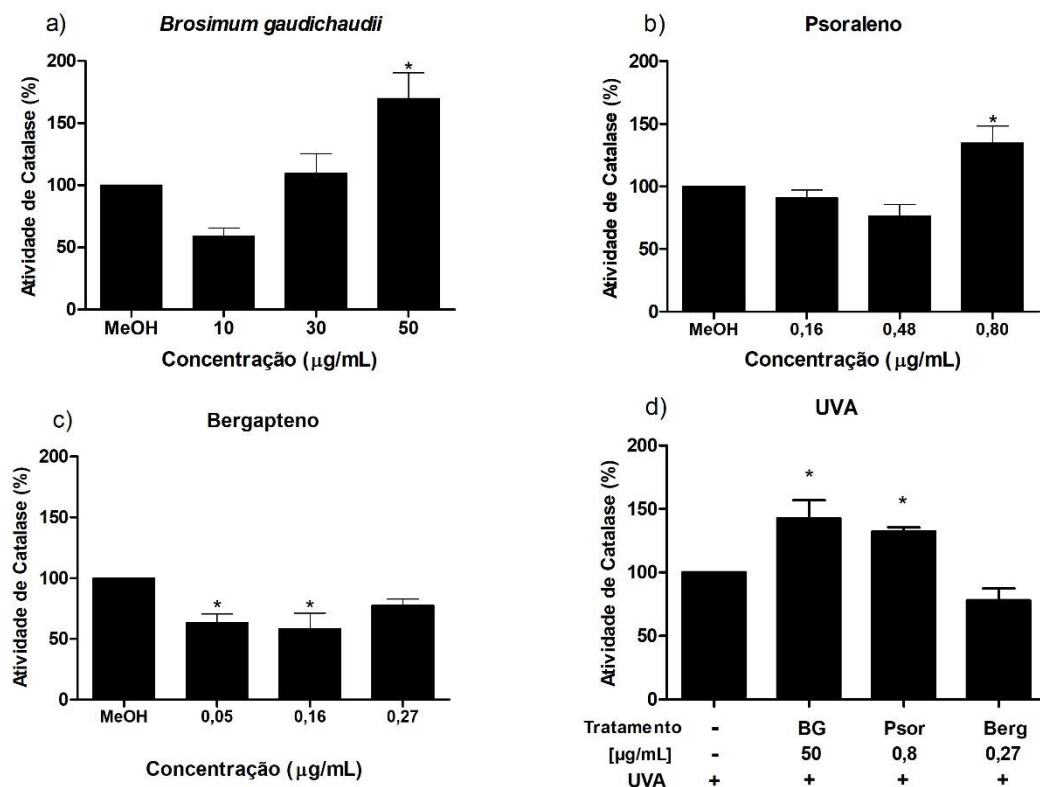 a)
Brosimum gaudichaudii
Atividade de Catalase (%)
200
150
100
50
0
*
MeOH 10 30 50
Concentração (µg/mL)
b)
Psoraleno
Atividade de Catalase (%)
200
150
100
50
0
*
MeOH 0,16 0,48 0,80
Concentração (µg/mL)
c)
Bergapteno
Atividade de Catalase (%)
200
150
100
50
0
* *
MeOH 0,05 0,16 0,27
Concentração (µg/mL)
d)
UVA
Atividade de Catalase (%)
200
150
100
50
0
* *
Tratamento - BG Psor Berg
[µg/mL] - 50 0,8 0,27
UVA + + + +